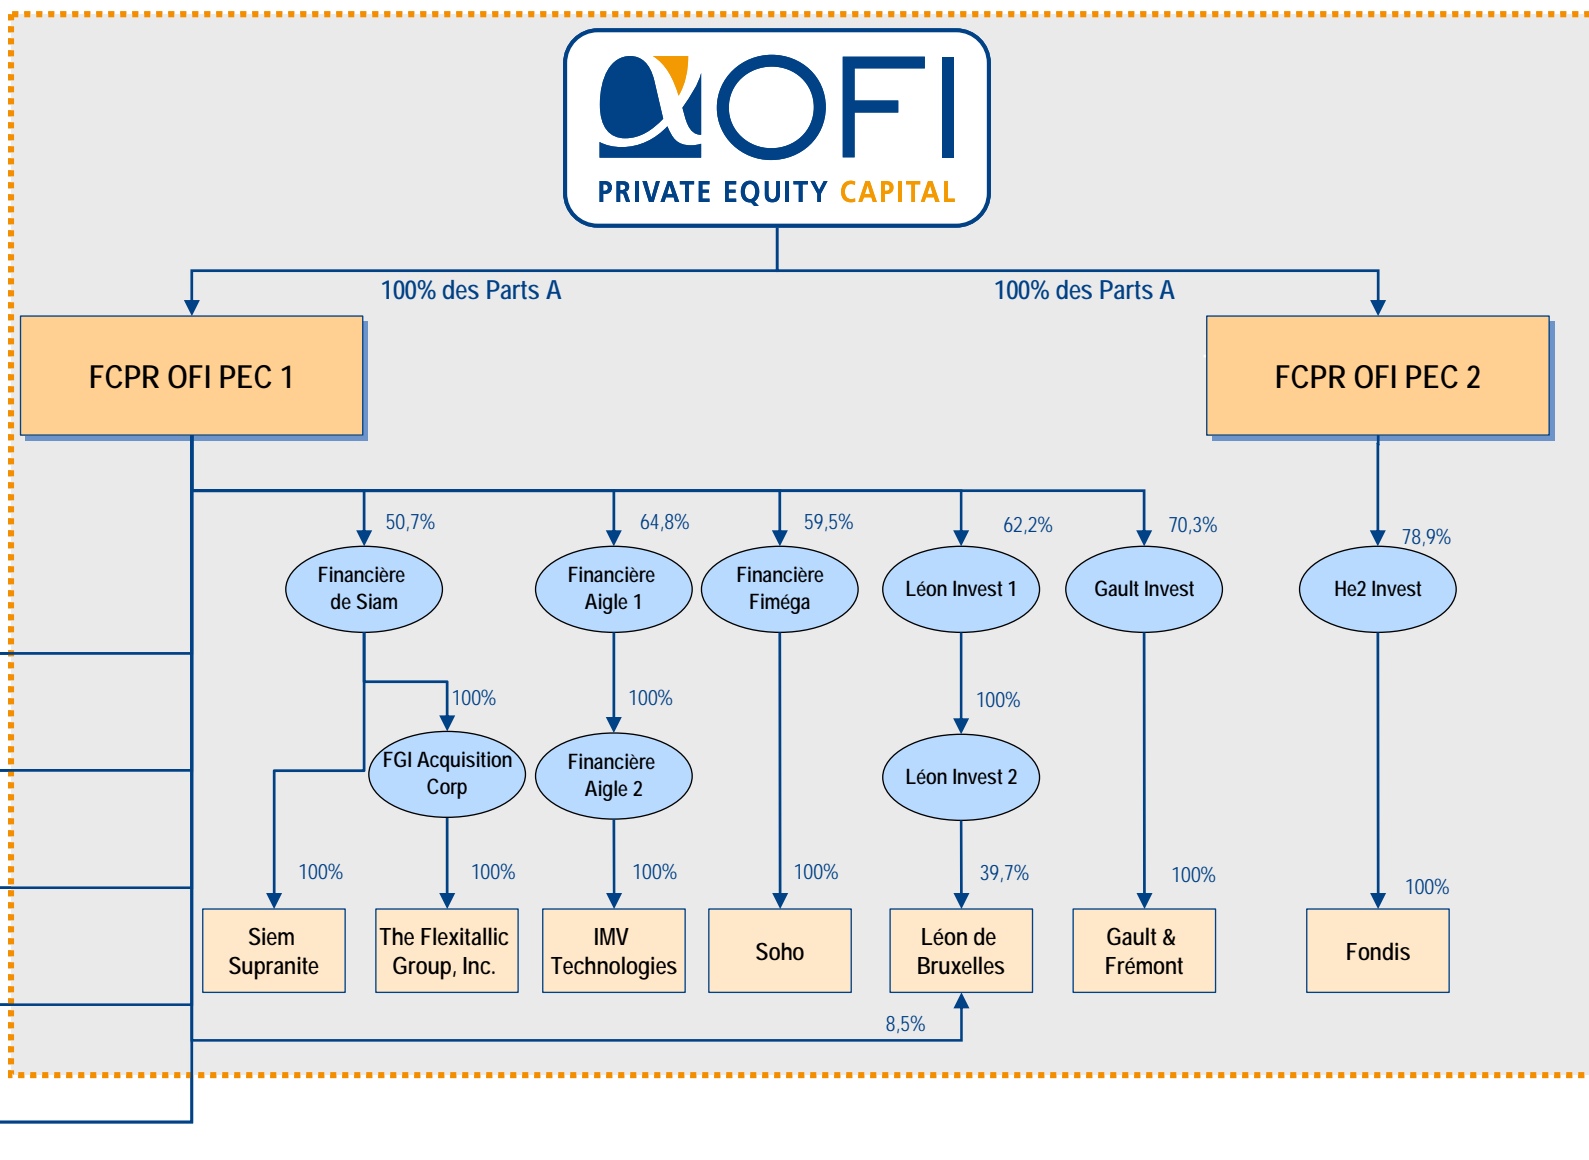 OFI
PRIVATE EQUITY CAPITAL
100% des Parts A
100% des Parts A
FCPR OFI PEC 1
FCPR OFI PEC 2
50,7%
64,8%
59,5%
62,2%
70,3%
78,9%
Financière
de Siam
Financière
Aigle 1
Financière
Fiméga
Léon Invest 1
Gault Invest
He2 Invest
100%
100%
100%
FGI Acquisition
Corp
Financière
Aigle 2
Léon Invest 2
100%
100%
100%
100%
39,7%
100%
100%
Siem
Supranite
The Flexitallic
Group, Inc.
IMV
Technologies
Soho
Léon de
Bruxelles
Gault &
Frémont
Fondis
8,5%